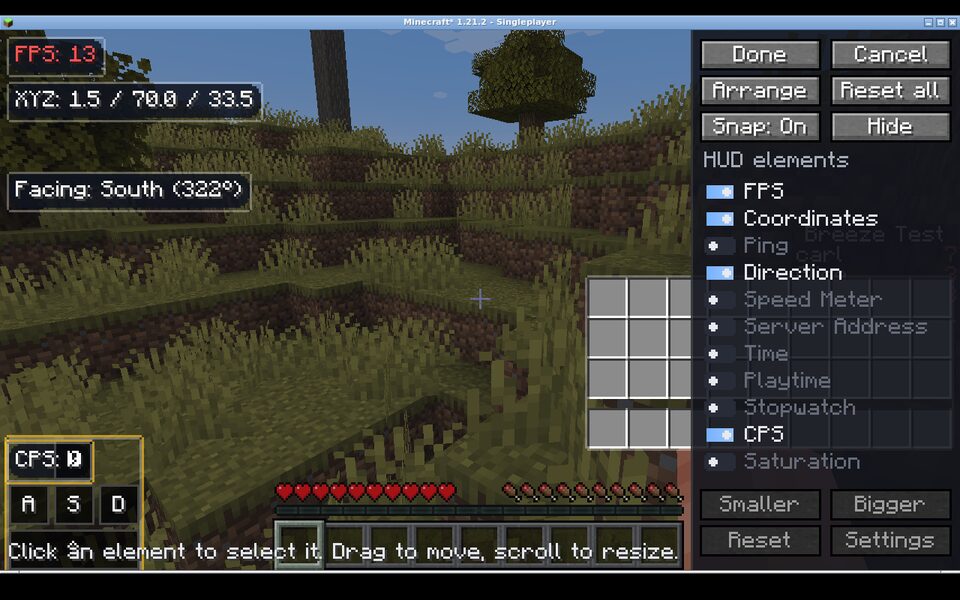 Minecraft* 1.21.2 - Singleplayer
FPS: 13
XYZ: 1.5 / 70.0 / 33.5
Facing: South (322°)
CPS: 0
A S D
Click an element to select it. Drag to move, scroll to resize.
Done
Cancel
Arrange
Reset all
Snap: On
Hide
HUD elements
FPS
Coordinates
Breeze Test
Ping
carl
Direction
Speed Meter
Server Address
Time
Playtime
Stopwatch
CPS
Saturation
Smaller
Bigger
Reset
Settings